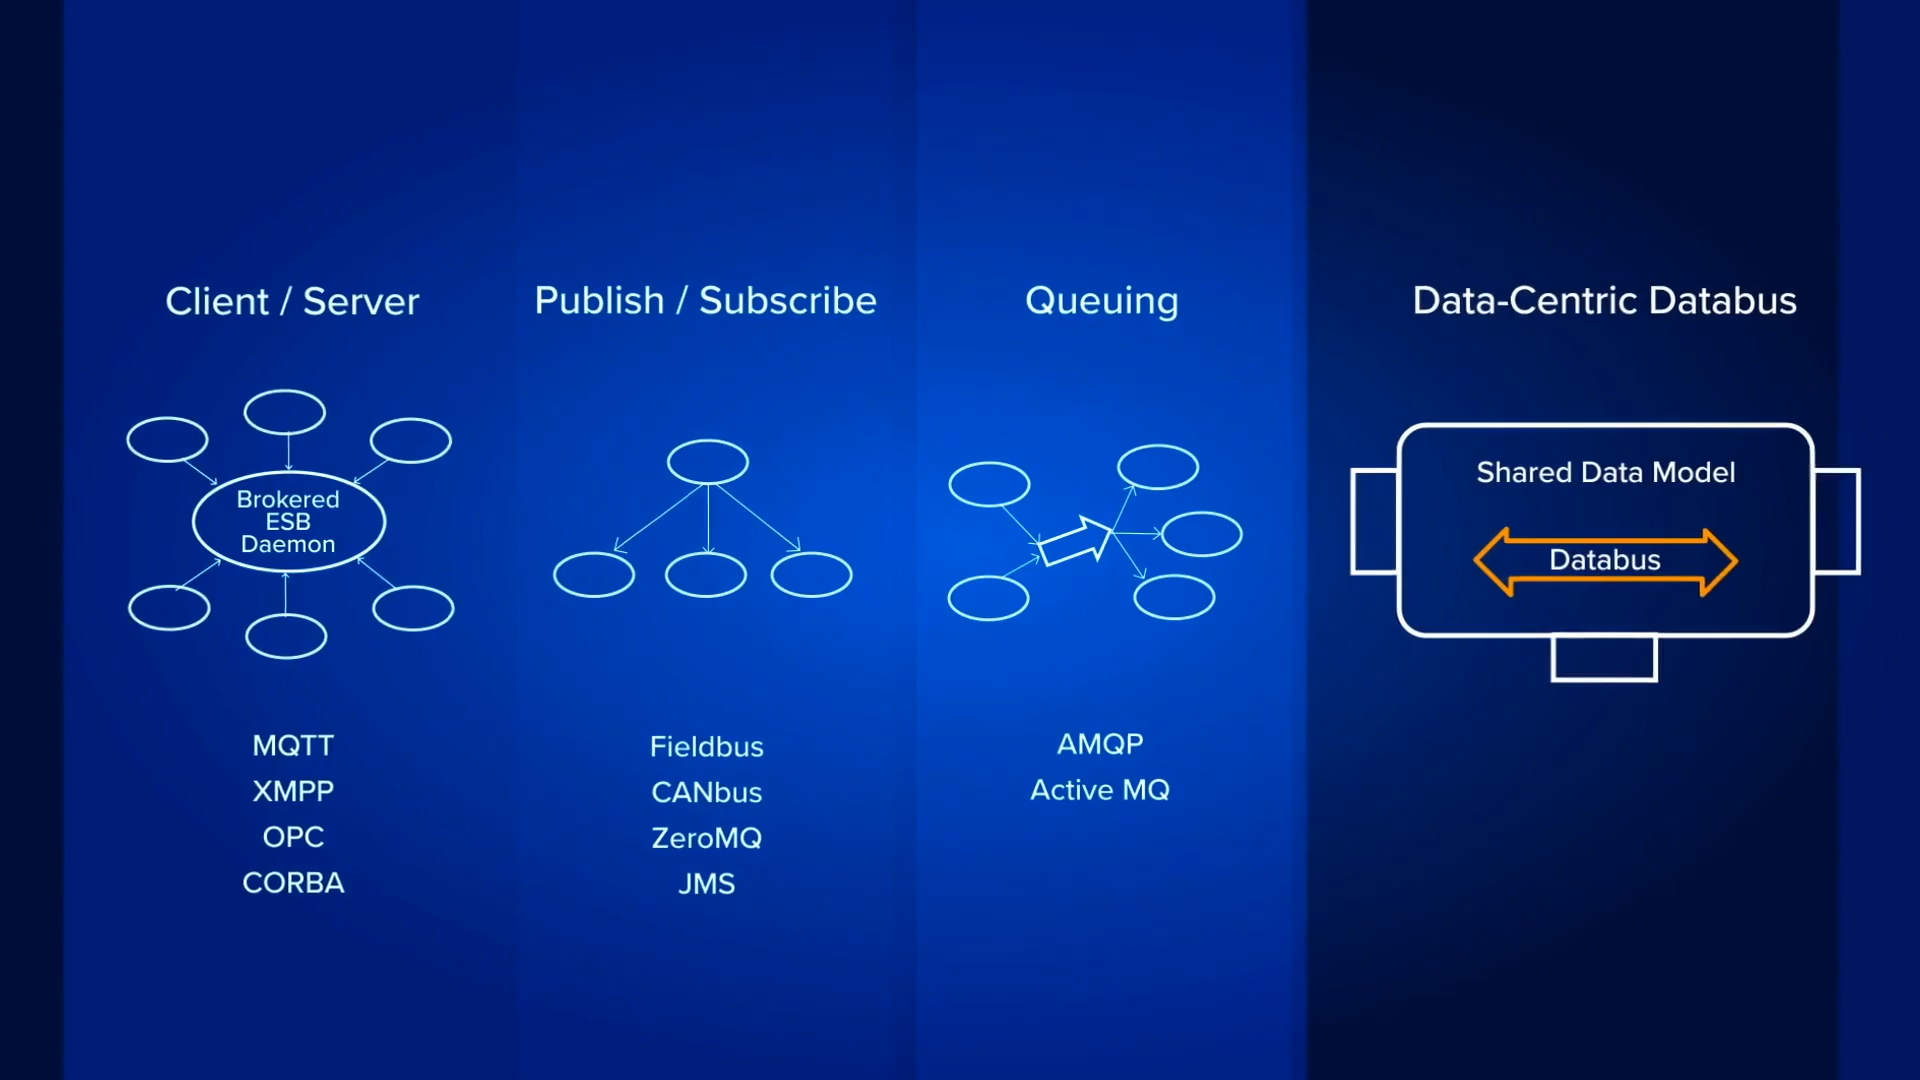 Client / Server
Brokered
ESB
Daemon
MQTT
XMPP
OPC
CORBA
Publish / Subscribe
Fieldbus
CANbus
ZeroMQ
JMS
Queuing
AMQP
Active MQ
Data-Centric Databus
Shared Data Model
Databus